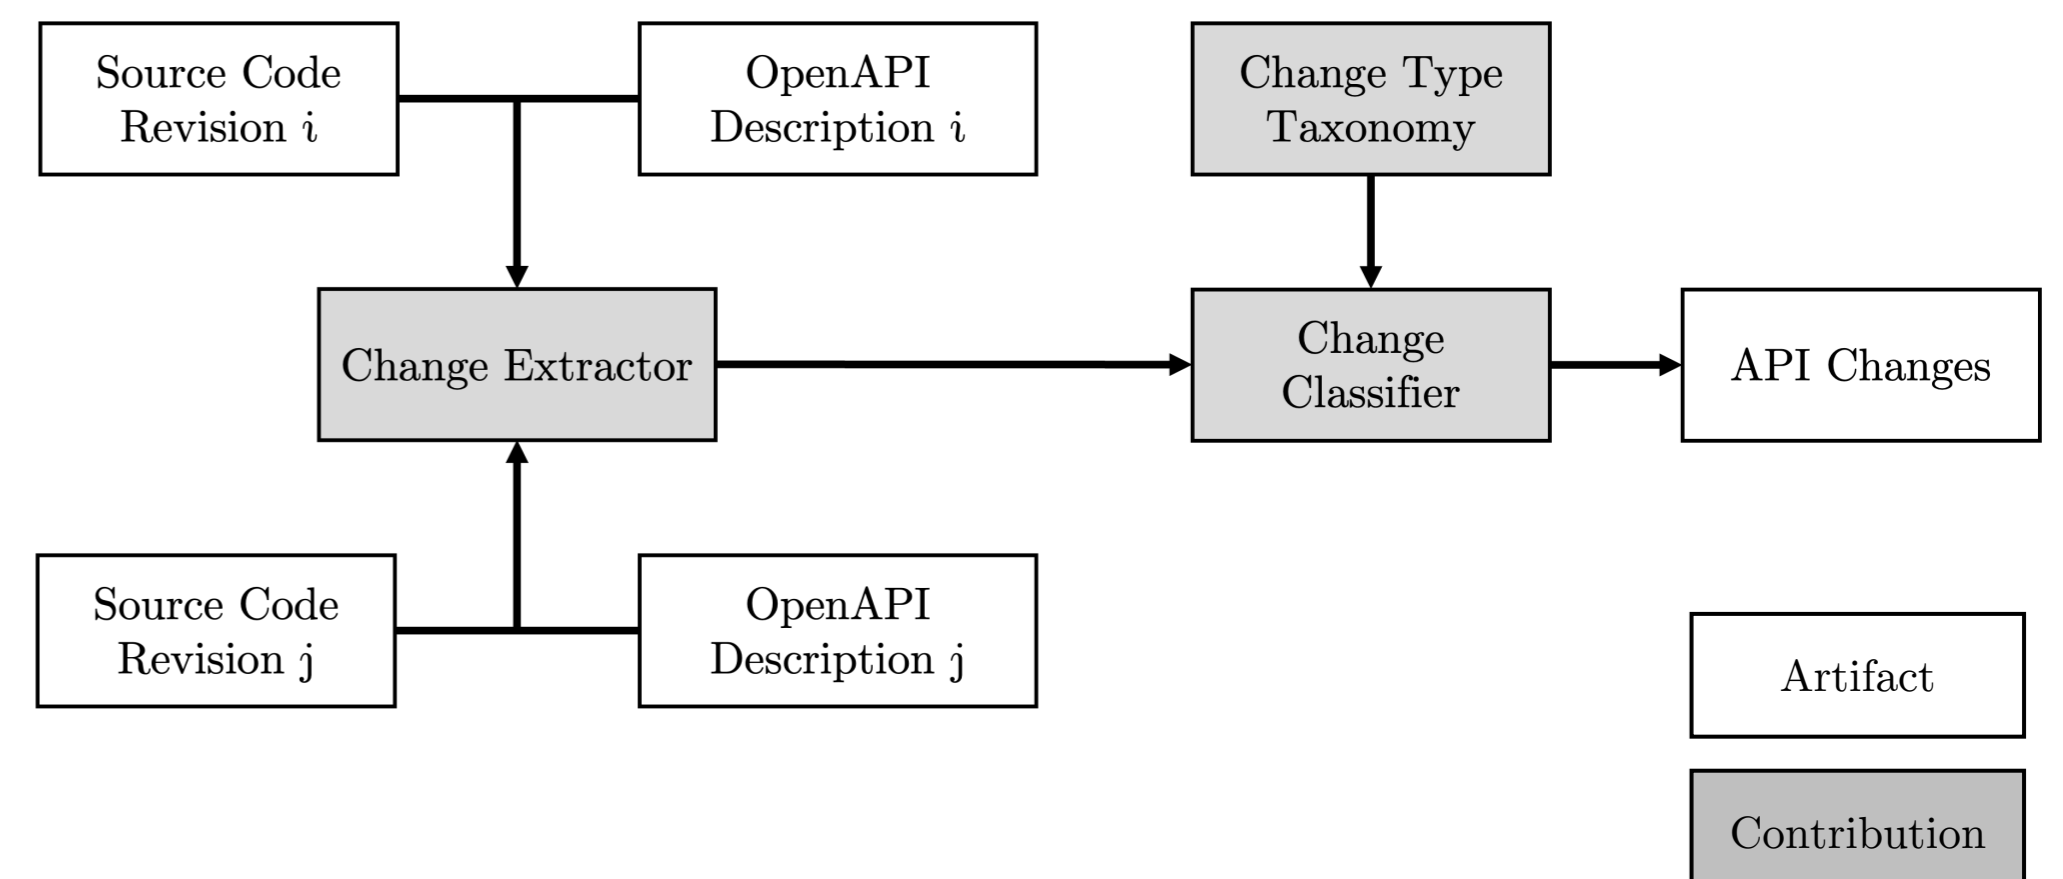 Source Code
Revision i
OpenAPI
Description i
Change Type
Taxonomy
Change Extractor
Change
Classifier
API Changes
Source Code
Revision j
OpenAPI
Description j
Artifact
Contribution